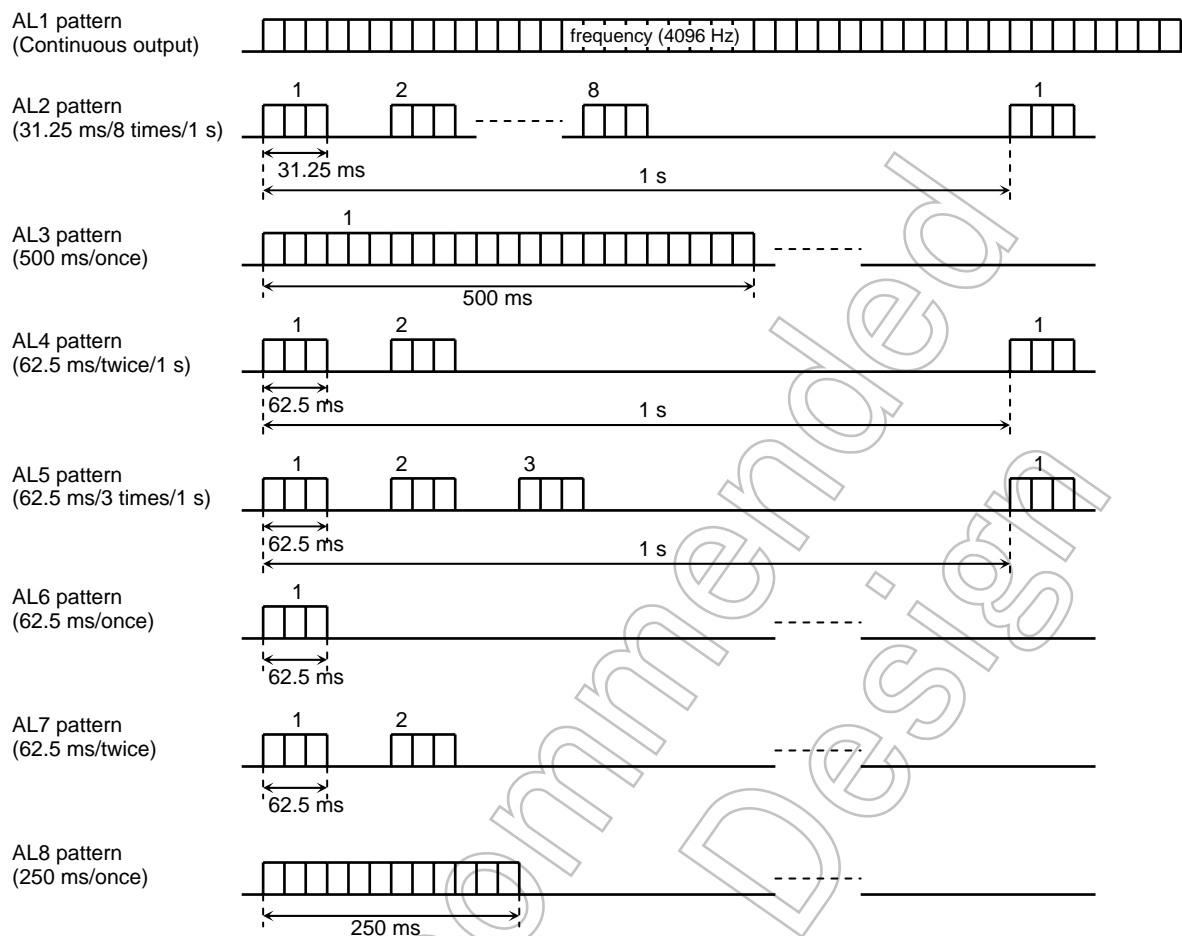 AL1 pattern
(Continuous output)
frequency (4096 Hz)
AL2 pattern
(31.25 ms/8 times/1 s)
1
2
8
1
31.25 ms
1 s
AL3 pattern
(500 ms/once)
1
500 ms
AL4 pattern
(62.5 ms/twice/1 s)
1
2
1
62.5 ms
1 s
AL5 pattern
(62.5 ms/3 times/1 s)
1
2
3
1
62.5 ms
1 s
AL6 pattern
(62.5 ms/once)
1
62.5 ms
AL7 pattern
(62.5 ms/twice)
1
2
62.5 ms
AL8 pattern
(250 ms/once)
250 ms
ommended
Design